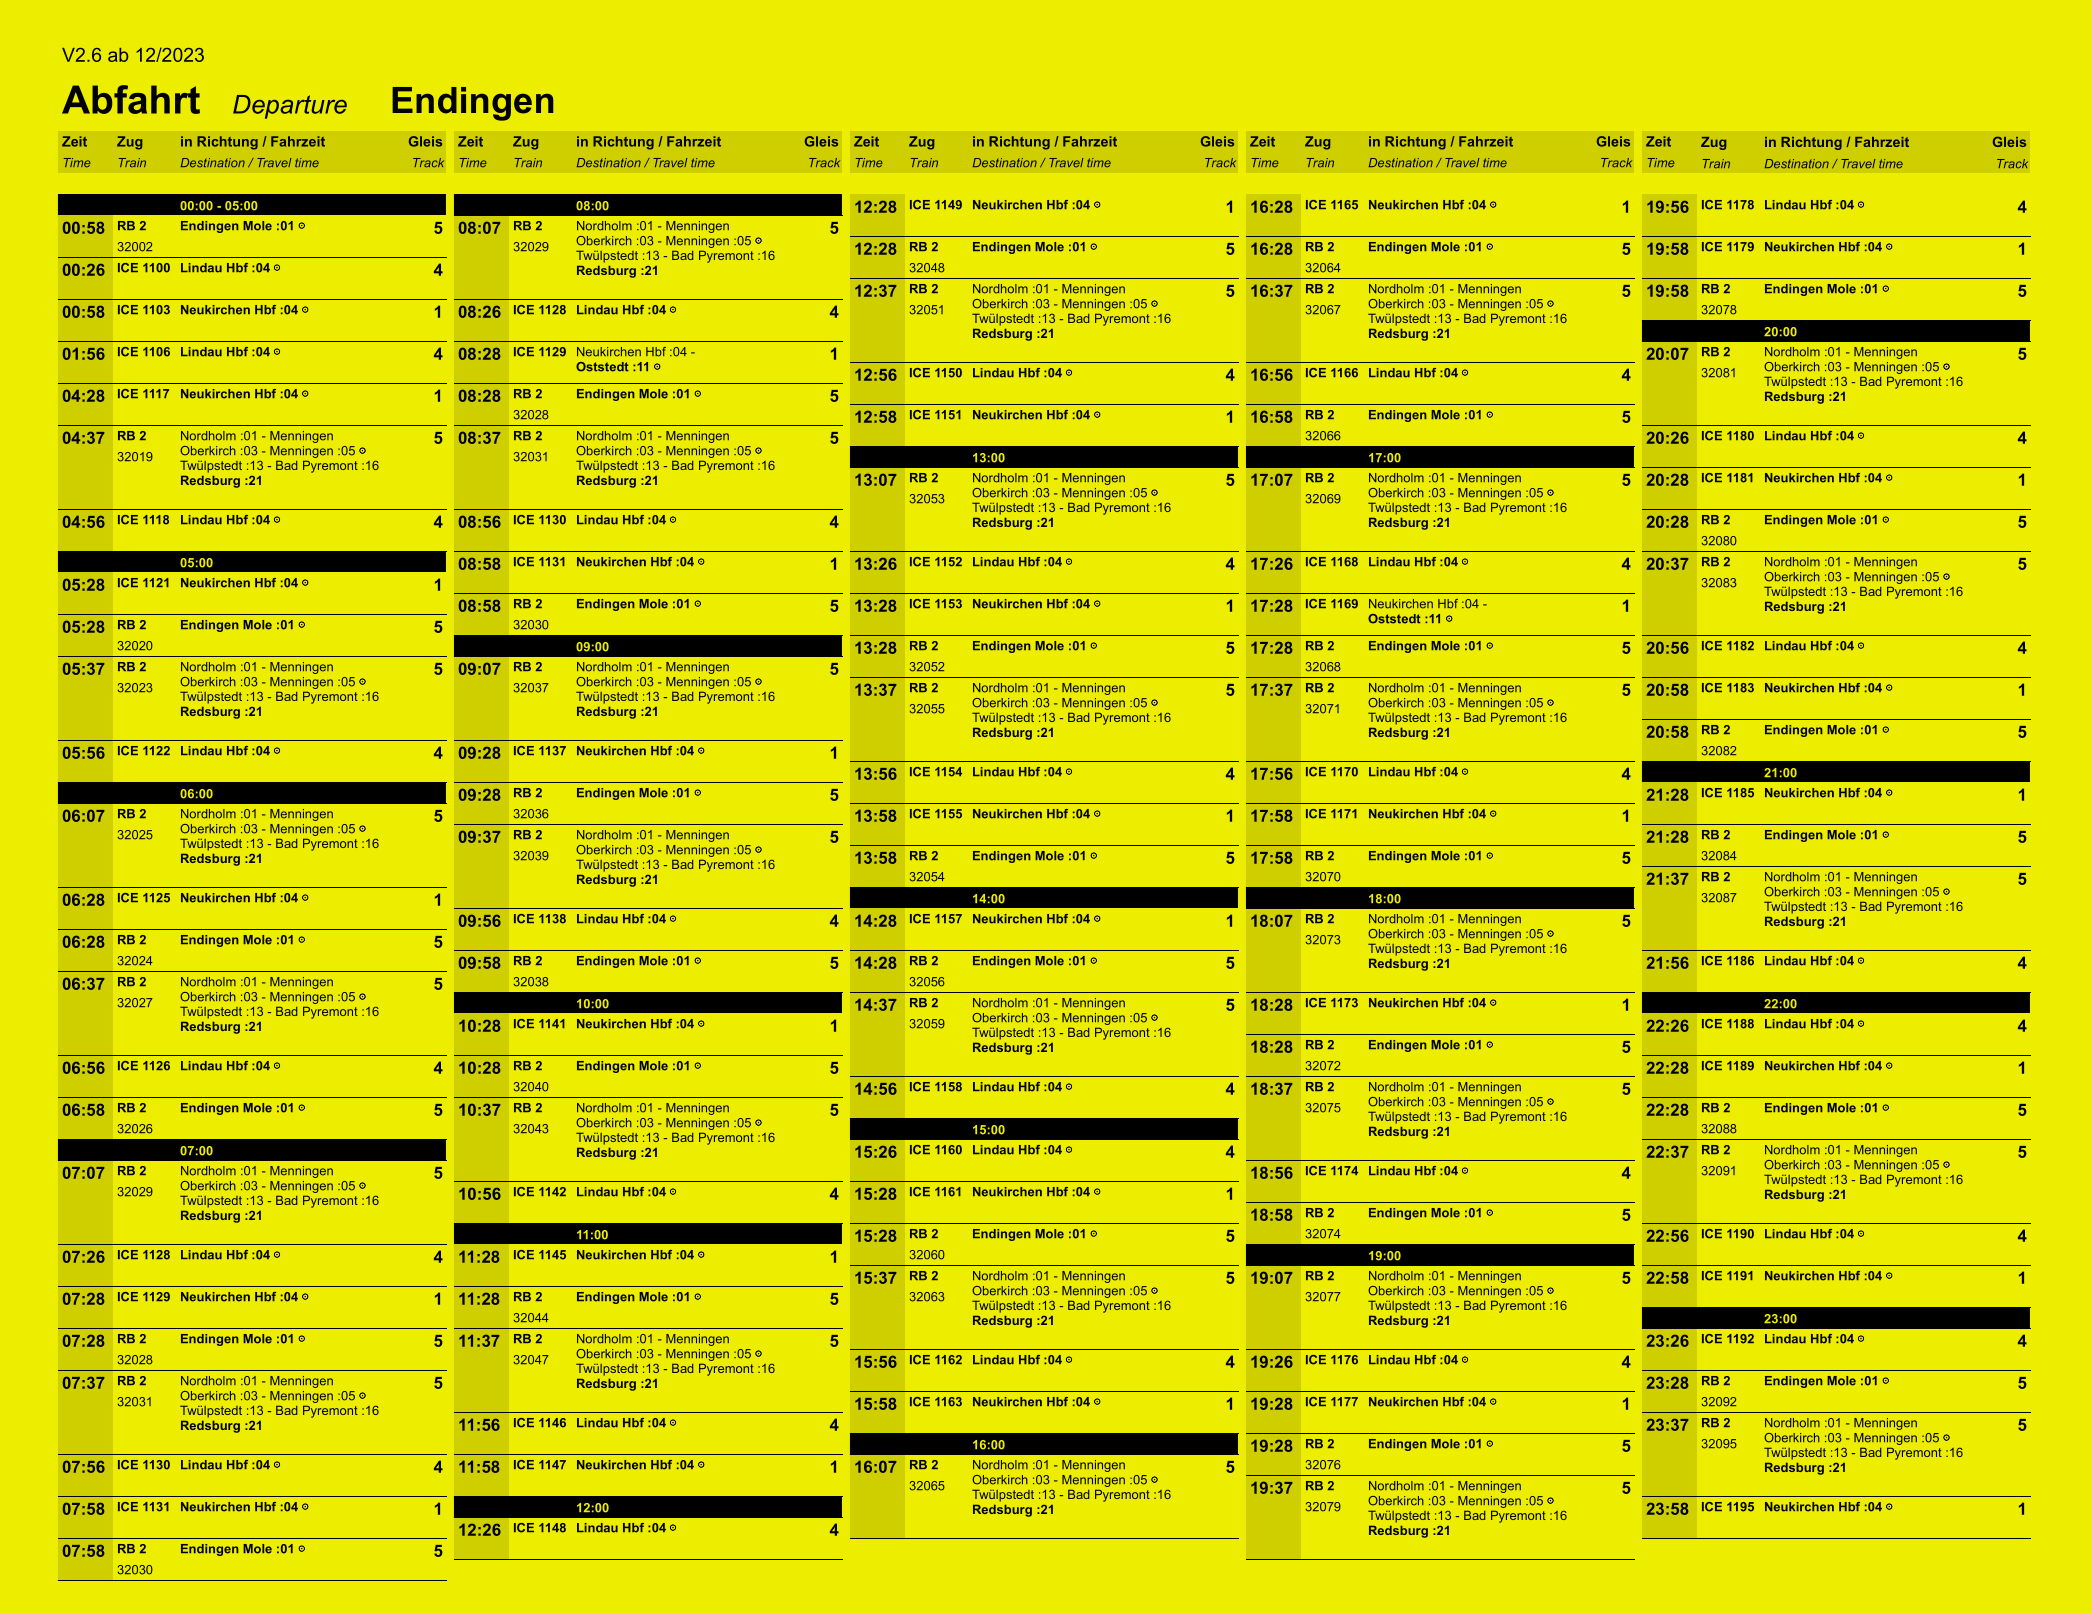 V2.6 ab 12/2023
Abfahrt Departure Endingen
Zeit Zug in Richtung / Fahrzeit Gleis
Time Train Destination / Travel time Track
00:00 - 05:00
00:58 RB 2 Endingen Mole :01 ⊙ 5
32002
00:26 ICE 1100 Lindau Hbf :04 ⊙ 4
00:58 ICE 1103 Neukirchen Hbf :04 ⊙ 1
01:56 ICE 1106 Lindau Hbf :04 ⊙ 4
04:28 ICE 1117 Neukirchen Hbf :04 ⊙ 1
04:37 RB 2 Nordholm :01 - Menningen 5
32019 Oberkirch :03 - Menningen :05 ⊙
Twülpstedt :13 - Bad Pyremont :16
Redsburg :21
04:56 ICE 1118 Lindau Hbf :04 ⊙ 4
05:00
05:28 ICE 1121 Neukirchen Hbf :04 ⊙ 1
05:28 RB 2 Endingen Mole :01 ⊙ 5
32020
05:37 RB 2 Nordholm :01 - Menningen 5
32023 Oberkirch :03 - Menningen :05 ⊙
Twülpstedt :13 - Bad Pyremont :16
Redsburg :21
05:56 ICE 1122 Lindau Hbf :04 ⊙ 4
06:00
06:07 RB 2 Nordholm :01 - Menningen 5
32025 Oberkirch :03 - Menningen :05 ⊙
Twülpstedt :13 - Bad Pyremont :16
Redsburg :21
06:28 ICE 1125 Neukirchen Hbf :04 ⊙ 1
06:28 RB 2 Endingen Mole :01 ⊙ 5
32024
06:37 RB 2 Nordholm :01 - Menningen 5
32027 Oberkirch :03 - Menningen :05 ⊙
Twülpstedt :13 - Bad Pyremont :16
Redsburg :21
06:56 ICE 1126 Lindau Hbf :04 ⊙ 4
06:58 RB 2 Endingen Mole :01 ⊙ 5
32026
07:00
07:07 RB 2 Nordholm :01 - Menningen 5
32029 Oberkirch :03 - Menningen :05 ⊙
Twülpstedt :13 - Bad Pyremont :16
Redsburg :21
07:26 ICE 1128 Lindau Hbf :04 ⊙ 4
07:28 ICE 1129 Neukirchen Hbf :04 ⊙ 1
07:28 RB 2 Endingen Mole :01 ⊙ 5
32028
07:37 RB 2 Nordholm :01 - Menningen 5
32031 Oberkirch :03 - Menningen :05 ⊙
Twülpstedt :13 - Bad Pyremont :16
Redsburg :21
07:56 ICE 1130 Lindau Hbf :04 ⊙ 4
07:58 ICE 1131 Neukirchen Hbf :04 ⊙ 1
07:58 RB 2 Endingen Mole :01 ⊙ 5
32030
Zeit Zug in Richtung / Fahrzeit Gleis
Time Train Destination / Travel time Track
08:00
08:07 RB 2 Nordholm :01 - Menningen 5
32029 Oberkirch :03 - Menningen :05 ⊙
Twülpstedt :13 - Bad Pyremont :16
Redsburg :21
08:26 ICE 1128 Lindau Hbf :04 ⊙ 4
08:28 ICE 1129 Neukirchen Hbf :04 - 1
Oststedt :11 ⊙
08:28 RB 2 Endingen Mole :01 ⊙ 5
32028
08:37 RB 2 Nordholm :01 - Menningen 5
32031 Oberkirch :03 - Menningen :05 ⊙
Twülpstedt :13 - Bad Pyremont :16
Redsburg :21
08:56 ICE 1130 Lindau Hbf :04 ⊙ 4
08:58 ICE 1131 Neukirchen Hbf :04 ⊙ 1
08:58 RB 2 Endingen Mole :01 ⊙ 5
32030
09:00
09:07 RB 2 Nordholm :01 - Menningen 5
32037 Oberkirch :03 - Menningen :05 ⊙
Twülpstedt :13 - Bad Pyremont :16
Redsburg :21
09:28 ICE 1137 Neukirchen Hbf :04 ⊙ 1
09:28 RB 2 Endingen Mole :01 ⊙ 5
32036
09:37 RB 2 Nordholm :01 - Menningen 5
32039 Oberkirch :03 - Menningen :05 ⊙
Twülpstedt :13 - Bad Pyremont :16
Redsburg :21
09:56 ICE 1138 Lindau Hbf :04 ⊙ 4
09:58 RB 2 Endingen Mole :01 ⊙ 5
32038
10:00
10:28 ICE 1141 Neukirchen Hbf :04 ⊙ 1
10:28 RB 2 Endingen Mole :01 ⊙ 5
32040
10:37 RB 2 Nordholm :01 - Menningen 5
32043 Oberkirch :03 - Menningen :05 ⊙
Twülpstedt :13 - Bad Pyremont :16
Redsburg :21
10:56 ICE 1142 Lindau Hbf :04 ⊙ 4
11:00
11:28 ICE 1145 Neukirchen Hbf :04 ⊙ 1
11:28 RB 2 Endingen Mole :01 ⊙ 5
32044
11:37 RB 2 Nordholm :01 - Menningen 5
32047 Oberkirch :03 - Menningen :05 ⊙
Twülpstedt :13 - Bad Pyremont :16
Redsburg :21
11:56 ICE 1146 Lindau Hbf :04 ⊙ 4
11:58 ICE 1147 Neukirchen Hbf :04 ⊙ 1
12:00
12:26 ICE 1148 Lindau Hbf :04 ⊙ 4
Zeit Zug in Richtung / Fahrzeit Gleis
Time Train Destination / Travel time Track
12:28 ICE 1149 Neukirchen Hbf :04 ⊙ 1
12:28 RB 2 Endingen Mole :01 ⊙ 5
32048
12:37 RB 2 Nordholm :01 - Menningen 5
32051 Oberkirch :03 - Menningen :05 ⊙
Twülpstedt :13 - Bad Pyremont :16
Redsburg :21
12:56 ICE 1150 Lindau Hbf :04 ⊙ 4
12:58 ICE 1151 Neukirchen Hbf :04 ⊙ 1
13:00
13:07 RB 2 Nordholm :01 - Menningen 5
32053 Oberkirch :03 - Menningen :05 ⊙
Twülpstedt :13 - Bad Pyremont :16
Redsburg :21
13:26 ICE 1152 Lindau Hbf :04 ⊙ 4
13:28 ICE 1153 Neukirchen Hbf :04 ⊙ 1
13:28 RB 2 Endingen Mole :01 ⊙ 5
32052
13:37 RB 2 Nordholm :01 - Menningen 5
32055 Oberkirch :03 - Menningen :05 ⊙
Twülpstedt :13 - Bad Pyremont :16
Redsburg :21
13:56 ICE 1154 Lindau Hbf :04 ⊙ 4
13:58 ICE 1155 Neukirchen Hbf :04 ⊙ 1
13:58 RB 2 Endingen Mole :01 ⊙ 5
32054
14:00
14:28 ICE 1157 Neukirchen Hbf :04 ⊙ 1
14:28 RB 2 Endingen Mole :01 ⊙ 5
32056
14:37 RB 2 Nordholm :01 - Menningen 5
32059 Oberkirch :03 - Menningen :05 ⊙
Twülpstedt :13 - Bad Pyremont :16
Redsburg :21
14:56 ICE 1158 Lindau Hbf :04 ⊙ 4
15:00
15:26 ICE 1160 Lindau Hbf :04 ⊙ 4
15:28 ICE 1161 Neukirchen Hbf :04 ⊙ 1
15:28 RB 2 Endingen Mole :01 ⊙ 5
32060
15:37 RB 2 Nordholm :01 - Menningen 5
32063 Oberkirch :03 - Menningen :05 ⊙
Twülpstedt :13 - Bad Pyremont :16
Redsburg :21
15:56 ICE 1162 Lindau Hbf :04 ⊙ 4
15:58 ICE 1163 Neukirchen Hbf :04 ⊙ 1
16:00
16:07 RB 2 Nordholm :01 - Menningen 5
32065 Oberkirch :03 - Menningen :05 ⊙
Twülpstedt :13 - Bad Pyremont :16
Redsburg :21
Zeit Zug in Richtung / Fahrzeit Gleis
Time Train Destination / Travel time Track
16:28 ICE 1165 Neukirchen Hbf :04 ⊙ 1
16:28 RB 2 Endingen Mole :01 ⊙ 5
32064
16:37 RB 2 Nordholm :01 - Menningen 5
32067 Oberkirch :03 - Menningen :05 ⊙
Twülpstedt :13 - Bad Pyremont :16
Redsburg :21
16:56 ICE 1166 Lindau Hbf :04 ⊙ 4
16:58 RB 2 Endingen Mole :01 ⊙ 5
32066
17:00
17:07 RB 2 Nordholm :01 - Menningen 5
32069 Oberkirch :03 - Menningen :05 ⊙
Twülpstedt :13 - Bad Pyremont :16
Redsburg :21
17:26 ICE 1168 Lindau Hbf :04 ⊙ 4
17:28 ICE 1169 Neukirchen Hbf :04 - 1
Oststedt :11 ⊙
17:28 RB 2 Endingen Mole :01 ⊙ 5
32068
17:37 RB 2 Nordholm :01 - Menningen 5
32071 Oberkirch :03 - Menningen :05 ⊙
Twülpstedt :13 - Bad Pyremont :16
Redsburg :21
17:56 ICE 1170 Lindau Hbf :04 ⊙ 4
17:58 ICE 1171 Neukirchen Hbf :04 ⊙ 1
17:58 RB 2 Endingen Mole :01 ⊙ 5
32070
18:00
18:07 RB 2 Nordholm :01 - Menningen 5
32073 Oberkirch :03 - Menningen :05 ⊙
Twülpstedt :13 - Bad Pyremont :16
Redsburg :21
18:28 ICE 1173 Neukirchen Hbf :04 ⊙ 1
18:28 RB 2 Endingen Mole :01 ⊙ 5
32072
18:37 RB 2 Nordholm :01 - Menningen 5
32075 Oberkirch :03 - Menningen :05 ⊙
Twülpstedt :13 - Bad Pyremont :16
Redsburg :21
18:56 ICE 1174 Lindau Hbf :04 ⊙ 4
18:58 RB 2 Endingen Mole :01 ⊙ 5
32074
19:00
19:07 RB 2 Nordholm :01 - Menningen 5
32077 Oberkirch :03 - Menningen :05 ⊙
Twülpstedt :13 - Bad Pyremont :16
Redsburg :21
19:26 ICE 1176 Lindau Hbf :04 ⊙ 4
19:28 ICE 1177 Neukirchen Hbf :04 ⊙ 1
19:28 RB 2 Endingen Mole :01 ⊙ 5
32076
19:37 RB 2 Nordholm :01 - Menningen 5
32079 Oberkirch :03 - Menningen :05 ⊙
Twülpstedt :13 - Bad Pyremont :16
Redsburg :21
Zeit Zug in Richtung / Fahrzeit Gleis
Time Train Destination / Travel time Track
19:56 ICE 1178 Lindau Hbf :04 ⊙ 4
19:58 ICE 1179 Neukirchen Hbf :04 ⊙ 1
19:58 RB 2 Endingen Mole :01 ⊙ 5
32078
20:00
20:07 RB 2 Nordholm :01 - Menningen 5
32081 Oberkirch :03 - Menningen :05 ⊙
Twülpstedt :13 - Bad Pyremont :16
Redsburg :21
20:26 ICE 1180 Lindau Hbf :04 ⊙ 4
20:28 ICE 1181 Neukirchen Hbf :04 ⊙ 1
20:28 RB 2 Endingen Mole :01 ⊙ 5
32080
20:37 RB 2 Nordholm :01 - Menningen 5
32083 Oberkirch :03 - Menningen :05 ⊙
Twülpstedt :13 - Bad Pyremont :16
Redsburg :21
20:56 ICE 1182 Lindau Hbf :04 ⊙ 4
20:58 ICE 1183 Neukirchen Hbf :04 ⊙ 1
20:58 RB 2 Endingen Mole :01 ⊙ 5
32082
21:00
21:28 ICE 1185 Neukirchen Hbf :04 ⊙ 1
21:28 RB 2 Endingen Mole :01 ⊙ 5
32084
21:37 RB 2 Nordholm :01 - Menningen 5
32087 Oberkirch :03 - Menningen :05 ⊙
Twülpstedt :13 - Bad Pyremont :16
Redsburg :21
21:56 ICE 1186 Lindau Hbf :04 ⊙ 4
22:00
22:26 ICE 1188 Lindau Hbf :04 ⊙ 4
22:28 ICE 1189 Neukirchen Hbf :04 ⊙ 1
22:28 RB 2 Endingen Mole :01 ⊙ 5
32088
22:37 RB 2 Nordholm :01 - Menningen 5
32091 Oberkirch :03 - Menningen :05 ⊙
Twülpstedt :13 - Bad Pyremont :16
Redsburg :21
22:56 ICE 1190 Lindau Hbf :04 ⊙ 4
22:58 ICE 1191 Neukirchen Hbf :04 ⊙ 1
23:00
23:26 ICE 1192 Lindau Hbf :04 ⊙ 4
23:28 RB 2 Endingen Mole :01 ⊙ 5
32092
23:37 RB 2 Nordholm :01 - Menningen 5
32095 Oberkirch :03 - Menningen :05 ⊙
Twülpstedt :13 - Bad Pyremont :16
Redsburg :21
23:58 ICE 1195 Neukirchen Hbf :04 ⊙ 1